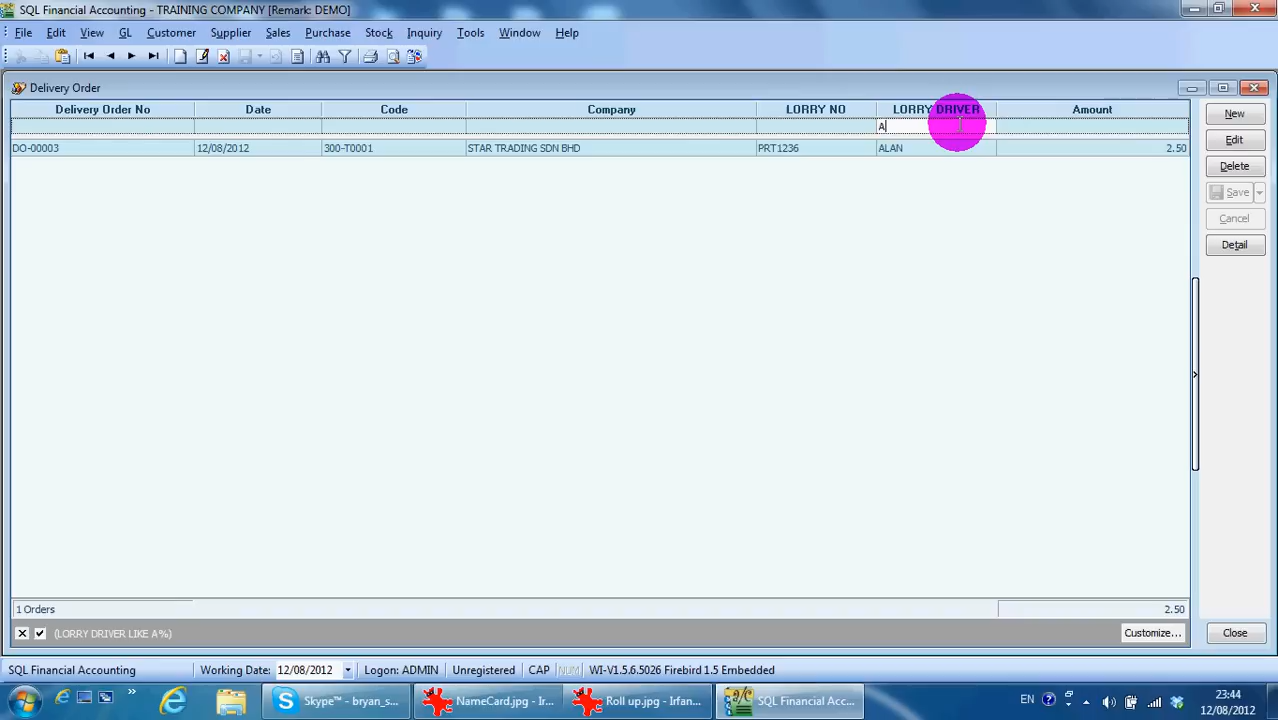 SQL Financial Accounting - TRAINING COMPANY [Remark: DEMO]
File Edit View GL Customer Supplier Sales Purchase Stock Inquiry Tools Window Help
Delivery Order
Delivery Order No Date Code Company LORRY NO LORRY DRIVER Amount
A
DO-00003 12/08/2012 300-T0001 STAR TRADING SDN BHD PRT1236 ALAN 2.50
New
Edit
Delete
Save
Cancel
Detail
1 Orders 2.50
(LORRY DRIVER LIKE A%) Customize... Close
SQL Financial Accounting Working Date: 12/08/2012 Logon: ADMIN Unregistered CAP NUM WI-V1.5.6.5026 Firebird 1.5 Embedded
» Skype™ - bryan_s... NameCard.jpg - Ir... Roll up.jpg - Irfan... SQL Financial Acc... EN 23:44
12/08/2012